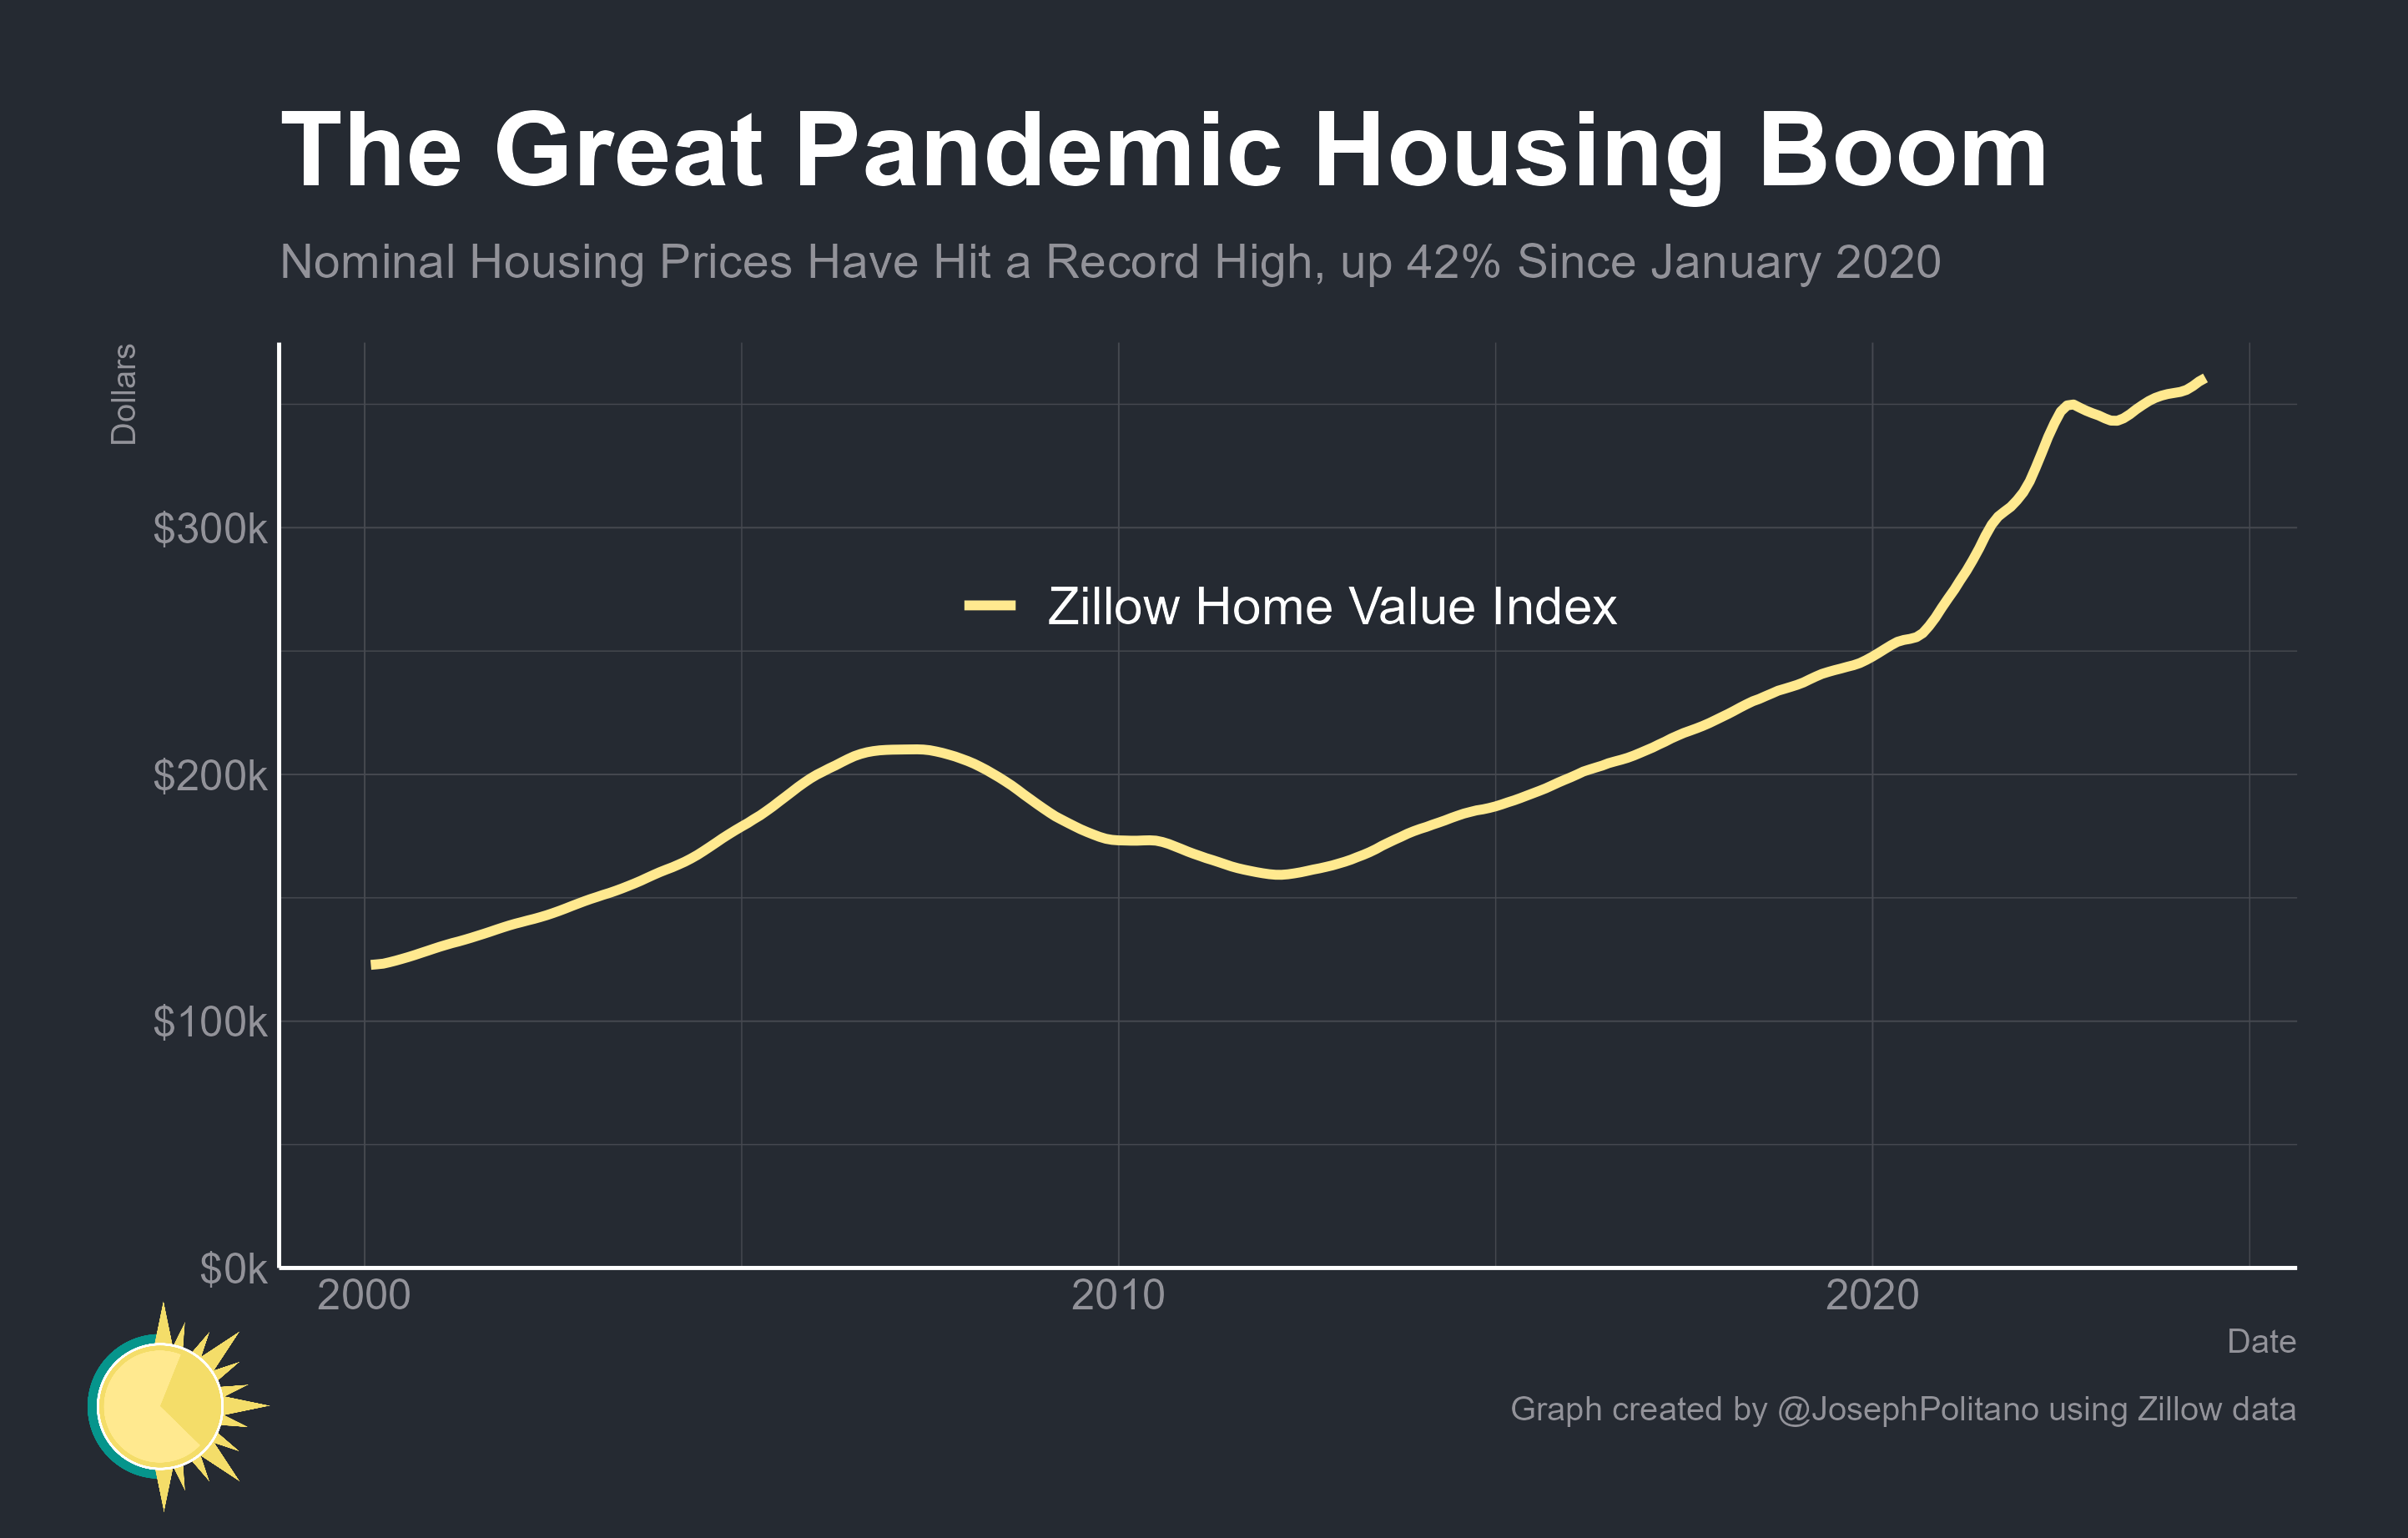 The Great Pandemic Housing Boom
Nominal Housing Prices Have Hit a Record High, up 42% Since January 2020
Dollars
$300k
$200k
$100k
$0k
Zillow Home Value Index
2000
2010
2020
Date
Graph created by @JosephPolitano using Zillow data